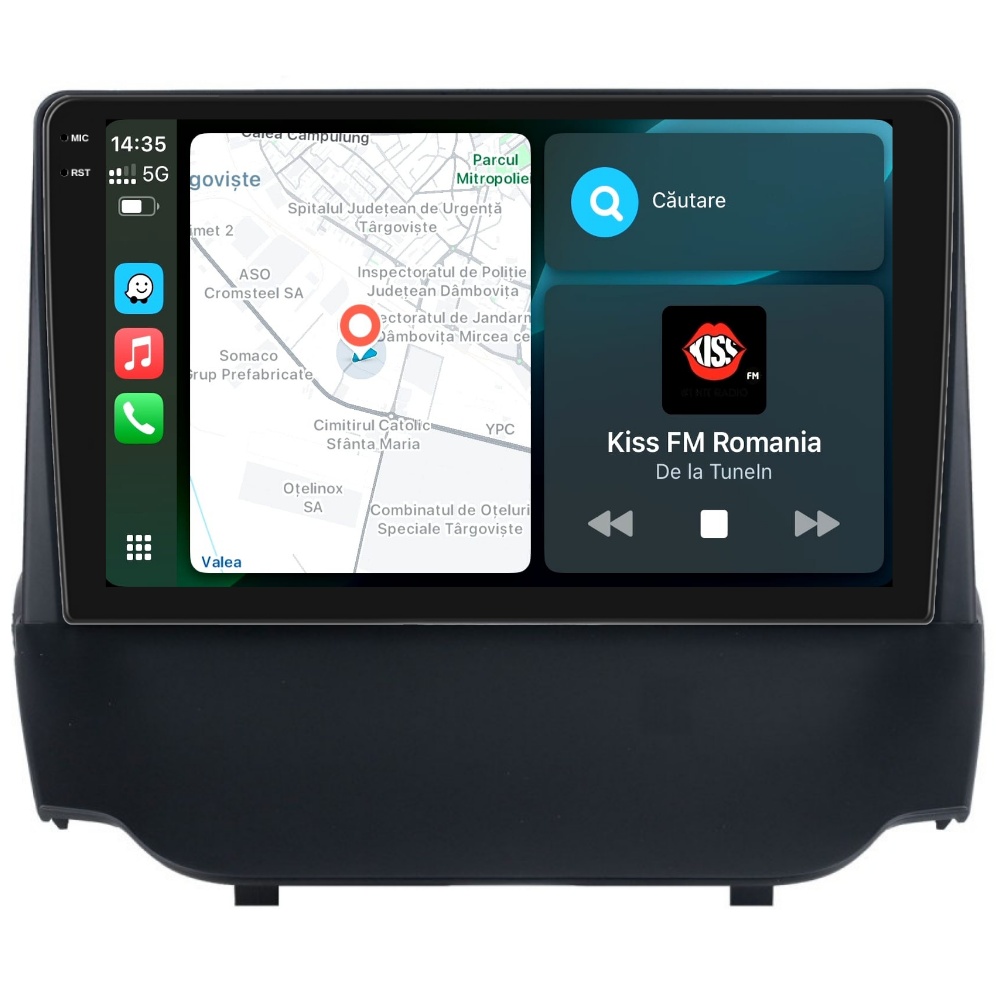 MIC
RST
14:35
5G
Calea Câmpulung
goviște
Parcul
Mitropoliei
Spitalul Județean de Urgență
Târgoviște
imet 2
ASO
Cromsteel SA
Inspectoratul de Poliție
Județean Dâmbovița
ectoratul de Jandarm
Dâmbovița Mircea ce
Somaco
Grup Prefabricate
Cimitirul Catolic
Sfânta Maria
YPC
Oțelinox
SA
Combinatul de Oțeluri
Speciale Târgoviște
Valea
Căutare
KISS
FM
Kiss FM Romania
De la TuneIn